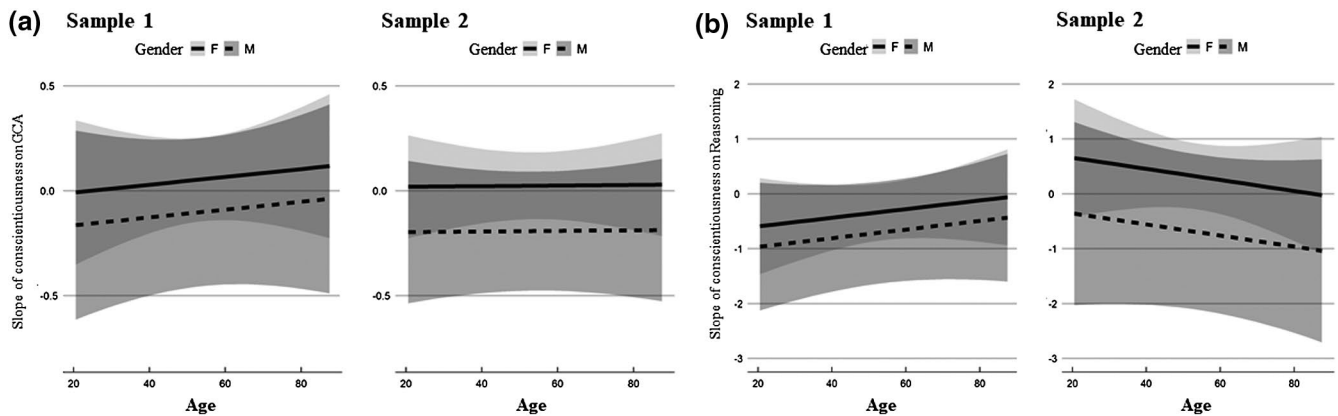 (a) Sample 1 Sample 2
Gender F M Gender F M
Slope of conscientiousness on GCA
0.5
0.0
-0.5
0.5
0.0
-0.5
20 40 60 80
20 40 60 80
Age Age
(b) Sample 1 Sample 2
Gender F M Gender F M
Slope of conscientiousness on Reasoning
2
1
0
-1
-2
-3
2
1
0
-1
-2
-3
20 40 60 80
20 40 60 80
Age Age